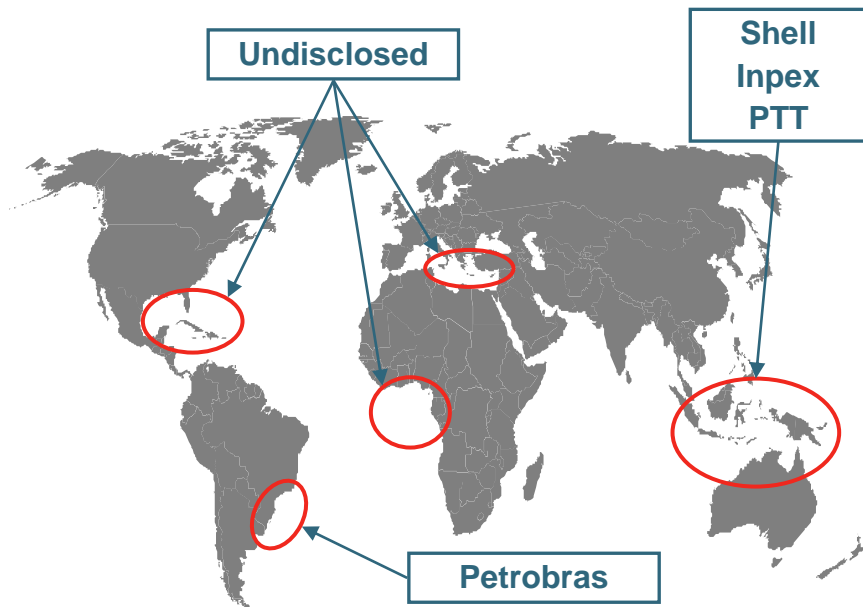 Undisclosed
Shell
Inpex
PTT
Petrobras